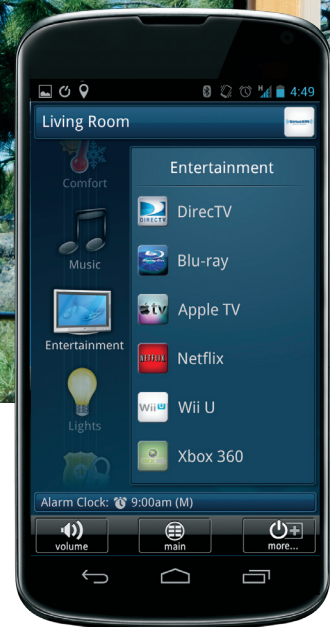 H
4:49
Living Room
SiriusXM
Entertainment
Comfort
DIRECTV
DirecTV
Music
Blu-ray
tv
Apple TV
Entertainment
NETFLIX
Netflix
Wii U
Wii U
Lights
Xbox 360
Alarm Clock: 9:00am (M)
volume
main
more...